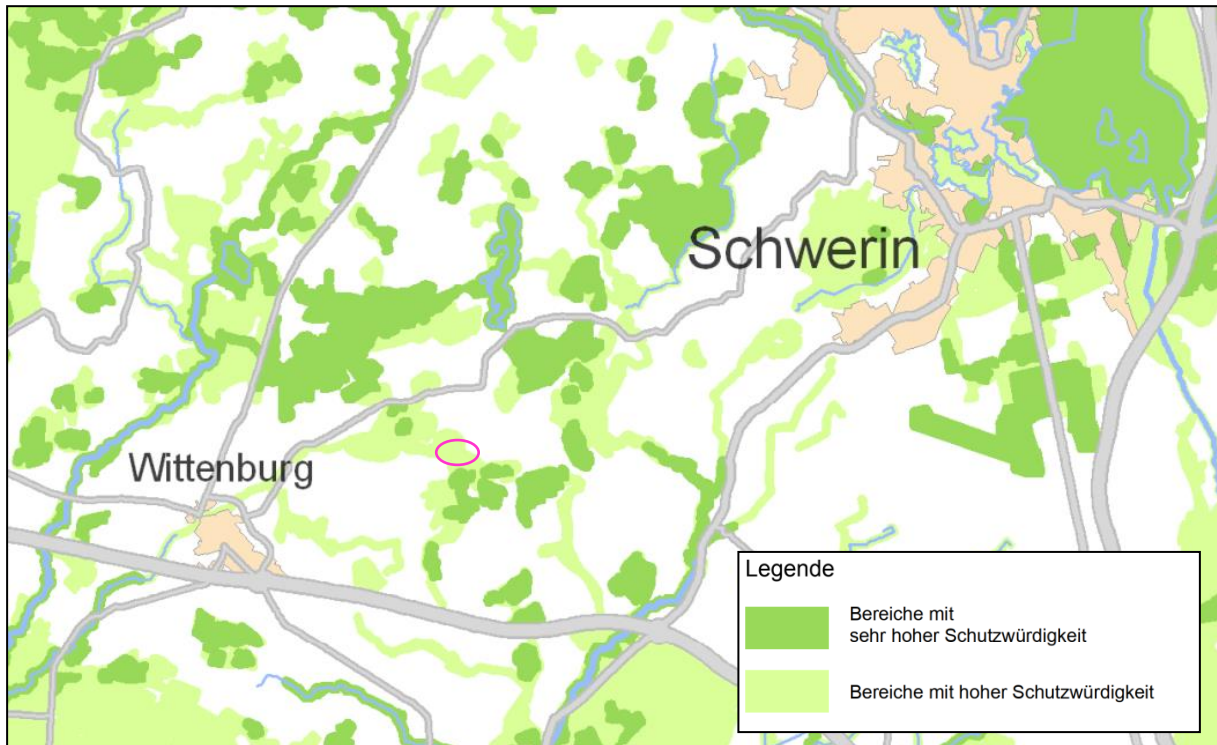 Schwerin
Wittenburg
Legende
Bereiche mit
sehr hoher Schutzwürdigkeit
Bereiche mit hoher Schutzwürdigkeit